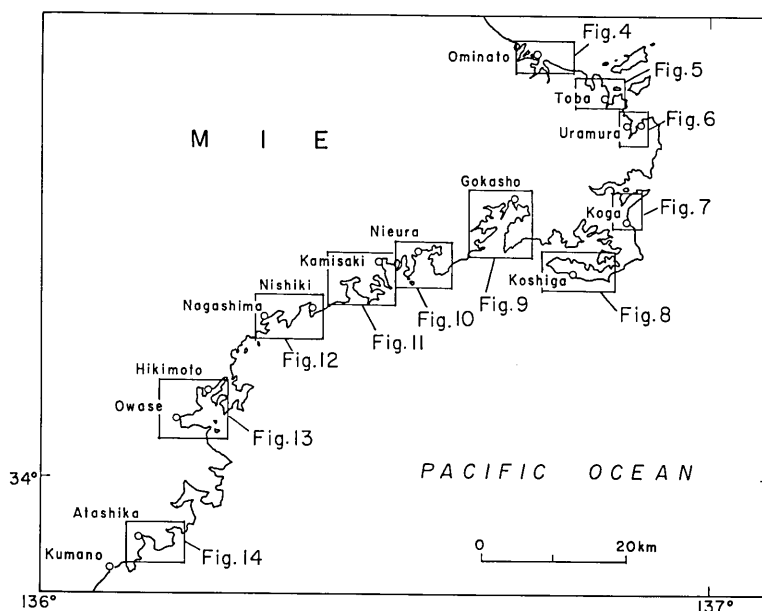 Fig.4
Ominato
Fig.5
Toba
Fig.6
Uramura
M I E
Gokasho
Fig.7
Koga
Nieura
Kamisaki
Koshiga
Nishiki
Nagashima
Fig.10
Fig.9
Fig.8
Fig.11
Fig.12
Hikimoto
Owase
Fig.13
34°
PACIFIC OCEAN
Atashika
Kumano
Fig.14
0 20km
136° 137°